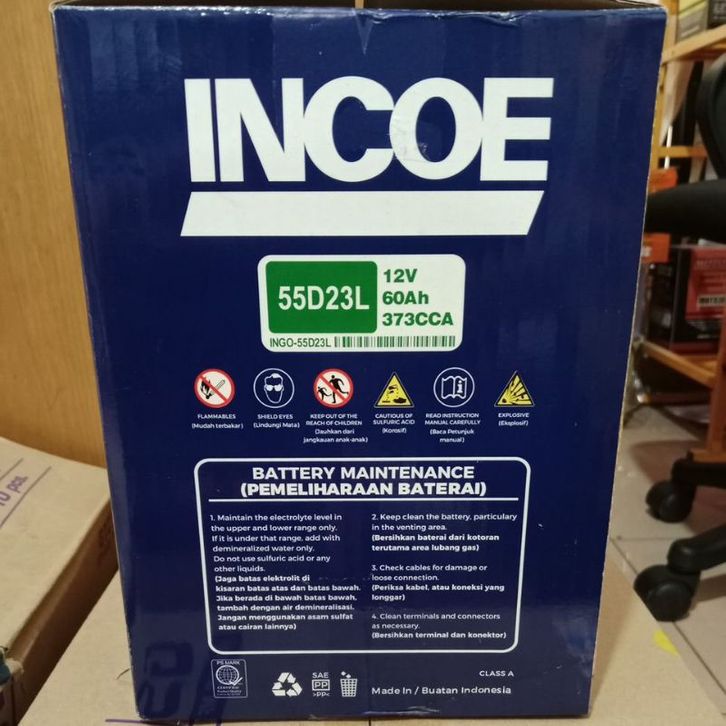 INCOE
55D23L
12V
60Ah
373CCA
INGO-55D23L
FLAMMABLES
(Mudah terbakar)
SHIELD EYES
(Lindungi Mata)
KEEP OUT OF THE
REACH OF CHILDREN
(Jauhkan dari
jangkauan anak-anak)
CAUTIOUS OF
SULFURIC ACID
(Korosif)
READ INSTRUCTION
MANUAL CAREFULLY
(Baca Petunjuk
manual)
EXPLOSIVE
(Eksplosif)
BATTERY MAINTENANCE
(PEMELIHARAAN BATERAI)
1. Maintain the electrolyte level in
the upper and lower range only.
If it is under that range, add with
demineralized water only.
Do not use sulfuric acid or any
other liquids.
(Jaga batas elektrolit di
kisaran batas atas dan batas bawah.
Jika berada di bawah batas bawah,
tambah dengan air demineralisasi.
Jangan menggunakan asam sulfat
atau cairan lainnya)
2. Keep clean the battery, particulary
in the venting area.
(Bersihkan baterai dari kotoran
terutama area lubang gas)
3. Check cables for damage or
loose connection.
(Periksa kabel, atau koneksi yang
longgar)
4. Clean terminals and connectors
as necessary.
(Bersihkan terminal dan konektor)
PS MARK
CERTIFIED
SAE
PP
>PP<
CLASS A
Made In / Buatan Indonesia
10 pcs.